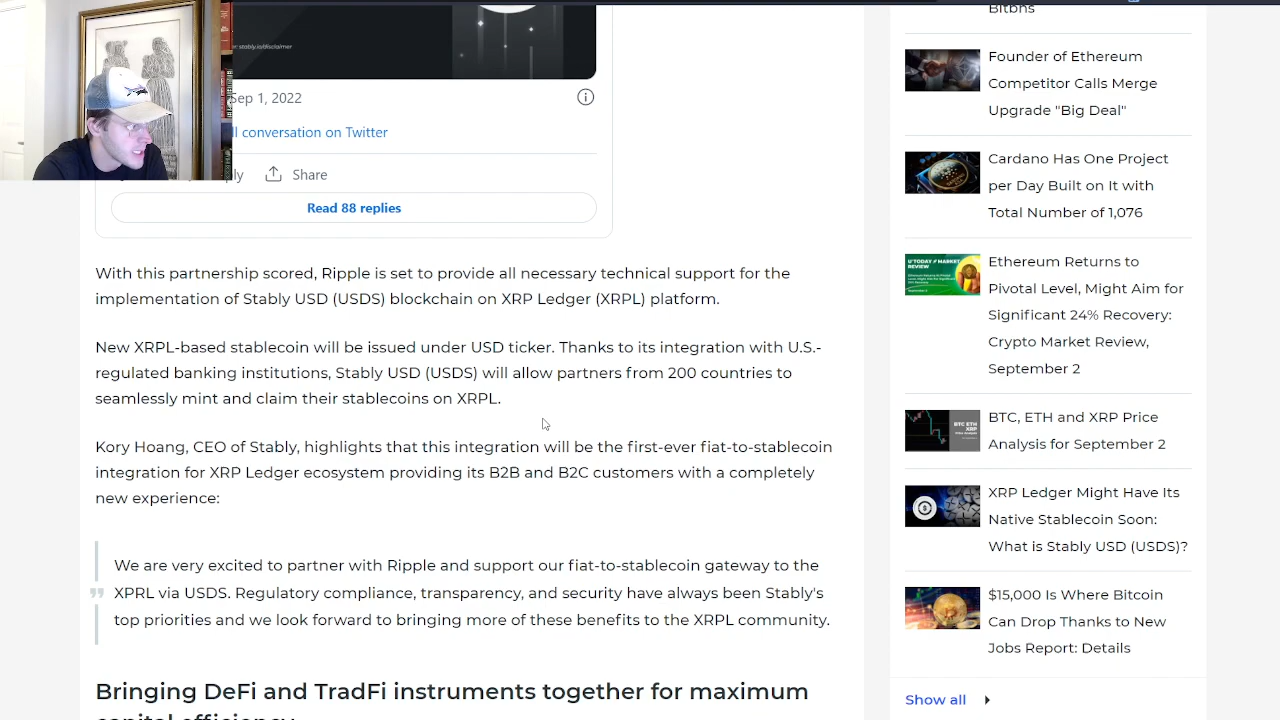 r: stably.io/disclaimer
Sep 1, 2022
ll conversation on Twitter
ply
Share
Read 88 replies
With this partnership scored, Ripple is set to provide all necessary technical support for the
implementation of Stably USD (USDS) blockchain on XRP Ledger (XRPL) platform.
New XRPL-based stablecoin will be issued under USD ticker. Thanks to its integration with U.S.-
regulated banking institutions, Stably USD (USDS) will allow partners from 200 countries to
seamlessly mint and claim their stablecoins on XRPL.
Kory Hoang, CEO of Stably, highlights that this integration will be the first-ever fiat-to-stablecoin
integration for XRP Ledger ecosystem providing its B2B and B2C customers with a completely
new experience:
We are very excited to partner with Ripple and support our fiat-to-stablecoin gateway to the
XPRL via USDS. Regulatory compliance, transparency, and security have always been Stably's
top priorities and we look forward to bringing more of these benefits to the XRPL community.
Bringing DeFi and TradFi instruments together for maximum
capital efficiency
Bitbns
Founder of Ethereum
Competitor Calls Merge
Upgrade "Big Deal"
Cardano Has One Project
per Day Built on It with
Total Number of 1,076
U°TODAY // MARKET
REVIEW
Ethereum Returns to
Pivotal Level, Might Aim for
Significant 24% Recovery:
Crypto Market Review,
September 2
BTC, ETH
XRP
BTC, ETH and XRP Price
Analysis for September 2
XRP Ledger Might Have Its
Native Stablecoin Soon:
What is Stably USD (USDS)?
$15,000 Is Where Bitcoin
Can Drop Thanks to New
Jobs Report: Details
Show all